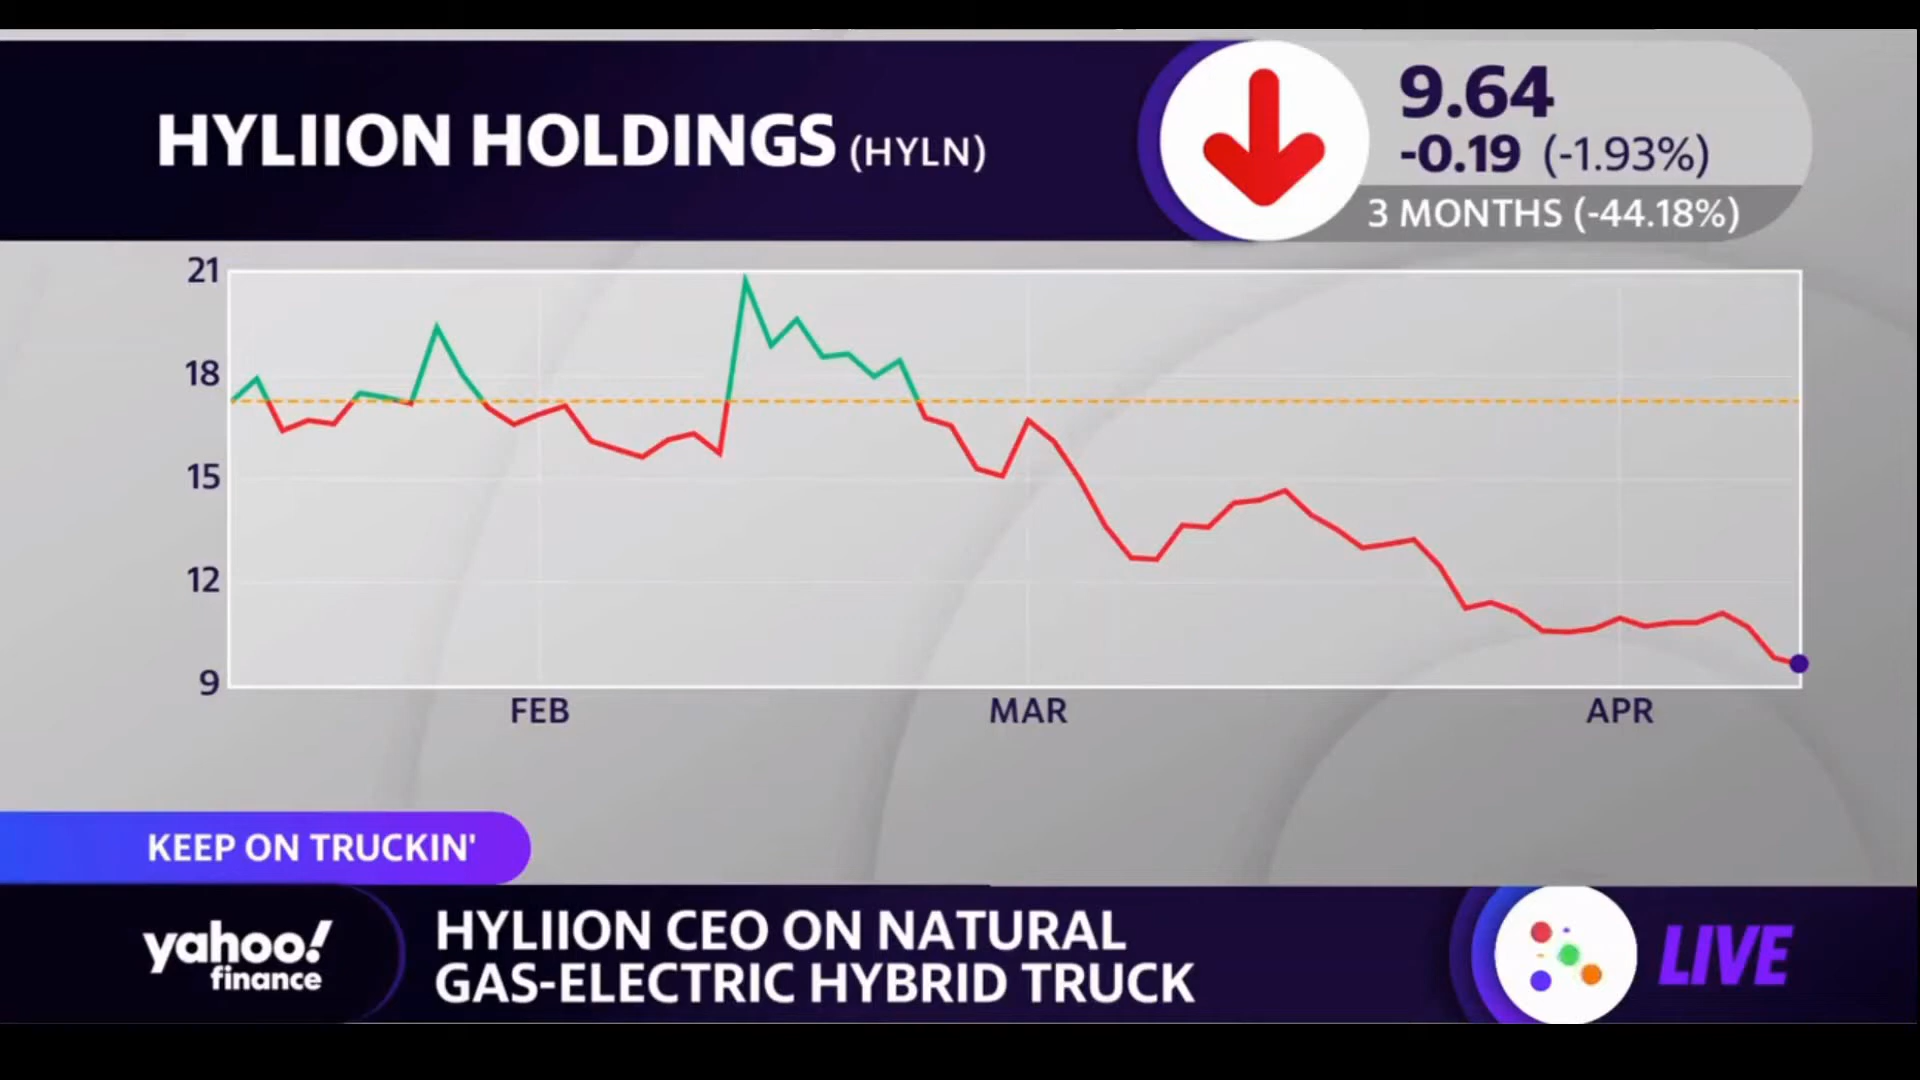 HYLIION HOLDINGS (HYLN)
9.64
-0.19 (-1.93%)
3 MONTHS (-44.18%)
21
18
15
12
9
FEB MAR APR
KEEP ON TRUCKIN'
yahoo!
finance
HYLIION CEO ON NATURAL
GAS-ELECTRIC HYBRID TRUCK
LIVE